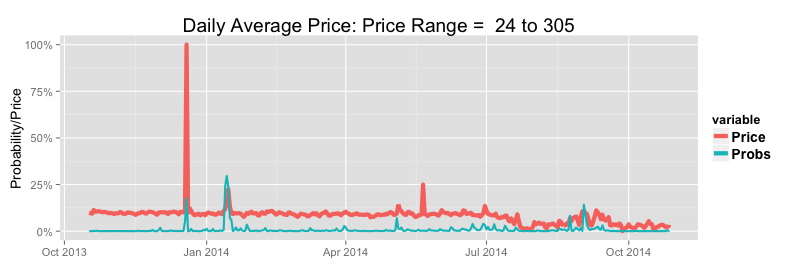 Daily Average Price: Price Range =  24 to 305
Probability/Price
100%
75%
50%
25%
0%
Oct 2013
Jan 2014
Apr 2014
Jul 2014
Oct 2014
variable
Price
Probs